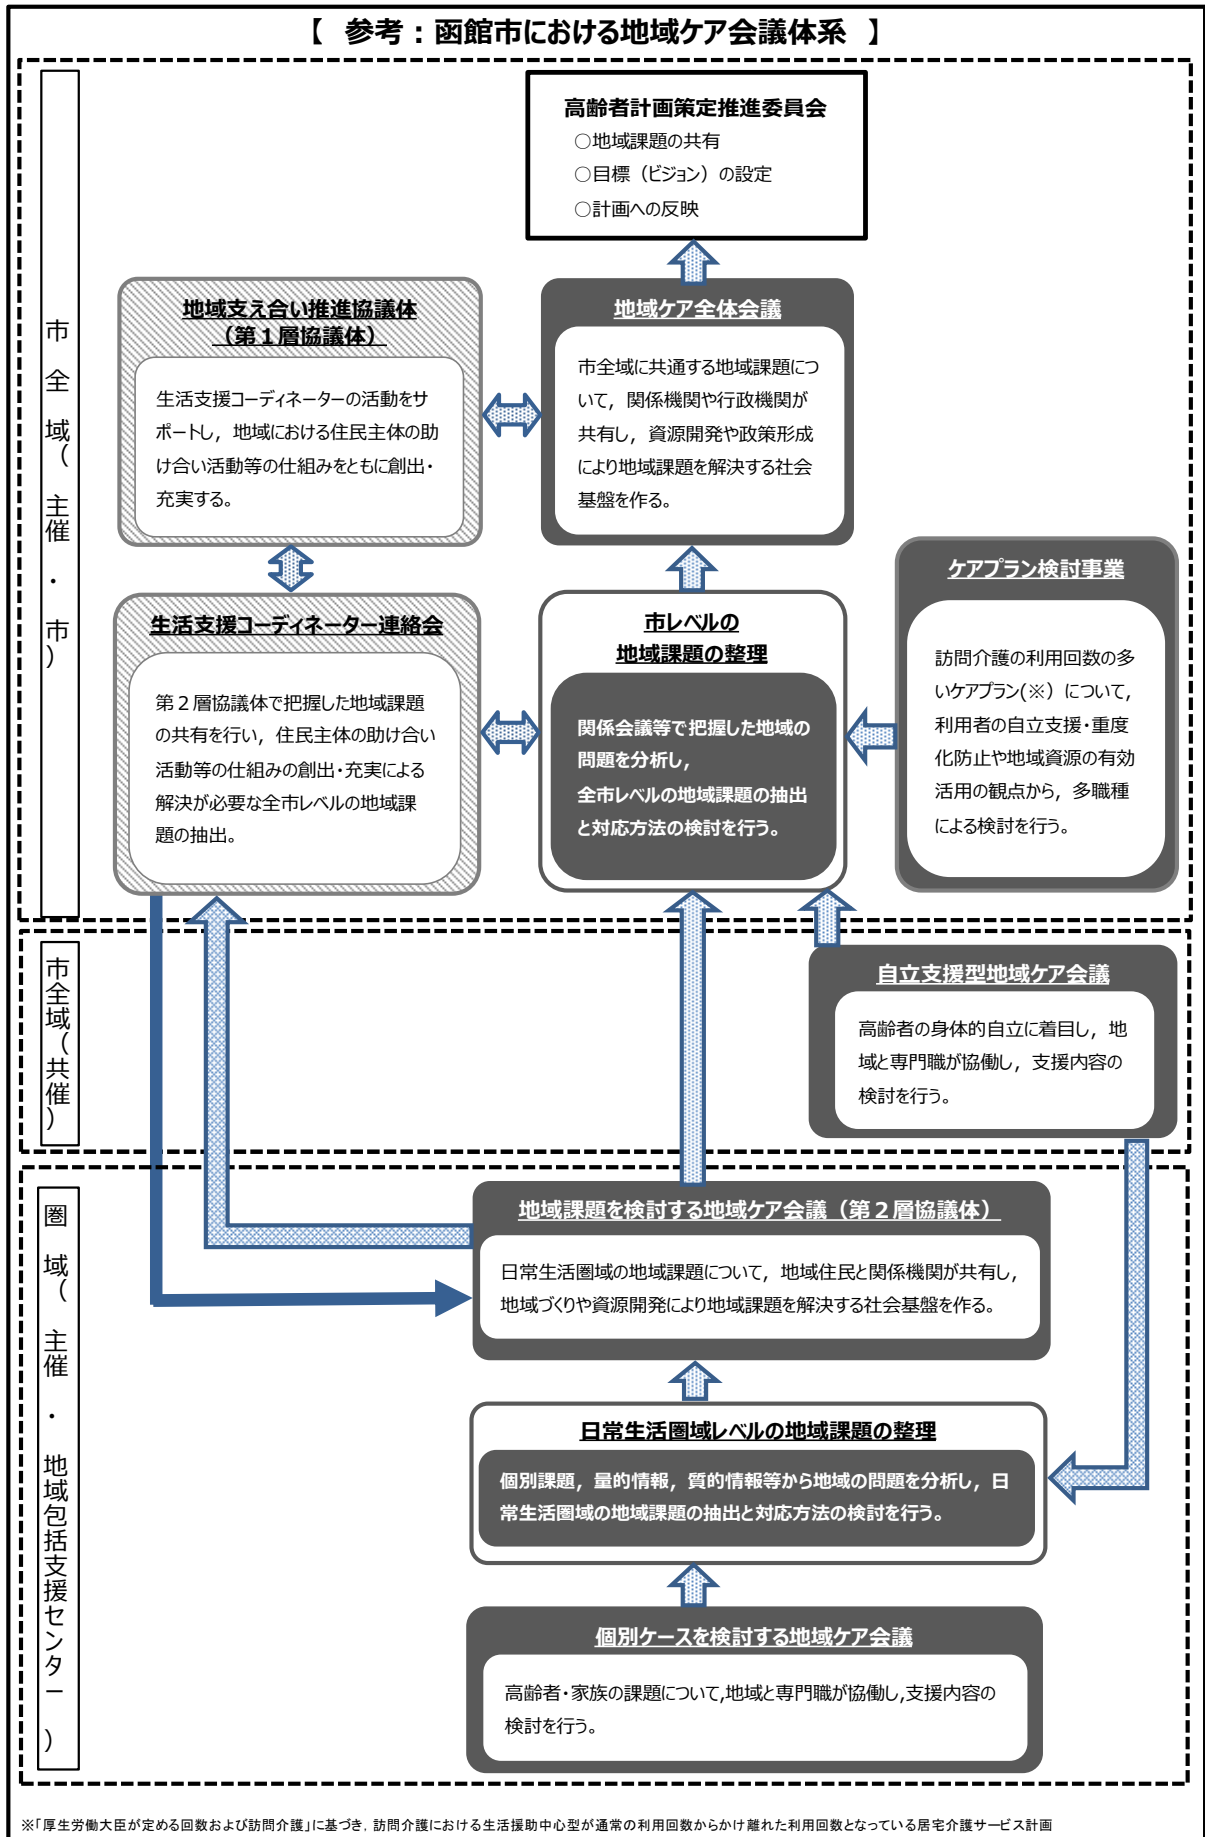 【 参考：函館市における地域ケア会議体系 】
市全域（主催・市）
高齢者計画策定推進委員会
○地域課題の共有
○目標（ビジョン）の設定
○計画への反映
地域支え合い推進協議体
（第１層協議体）
生活支援コーディネーターの活動をサ
ポートし，地域における住民主体の助
け合い活動等の仕組みをともに創出・
充実する。
地域ケア全体会議
市全域に共通する地域課題につ
いて，関係機関や行政機関が
共有し，資源開発や政策形成
により地域課題を解決する社会
基盤を作る。
ケアプラン検討事業
訪問介護の利用回数の多
いケアプラン(※）について，
利用者の自立支援・重度
化防止や地域資源の有効
活用の観点から，多職種
による検討を行う。
生活支援コーディネーター連絡会
第２層協議体で把握した地域課題
の共有を行い，住民主体の助け合い
活動等の仕組みの創出・充実による
解決が必要な全市レベルの地域課
題の抽出。
市レベルの
地域課題の整理
関係会議等で把握した地域の
問題を分析し，
全市レベルの地域課題の抽出
と対応方法の検討を行う。
市全域（共催）
自立支援型地域ケア会議
高齢者の身体的自立に着目し，地
域と専門職が協働し，支援内容の
検討を行う。
圏域（主催・地域包括支援センター）
地域課題を検討する地域ケア会議（第２層協議体）
日常生活圏域の地域課題について，地域住民と関係機関が共有し，
地域づくりや資源開発により地域課題を解決する社会基盤を作る。
日常生活圏域レベルの地域課題の整理
個別課題，量的情報，質的情報等から地域の問題を分析し，日
常生活圏域の地域課題の抽出と対応方法の検討を行う。
個別ケースを検討する地域ケア会議
高齢者・家族の課題について,地域と専門職が協働し,支援内容の
検討を行う。
※「厚生労働大臣が定める回数および訪問介護」に基づき，訪問介護における生活援助中心型が通常の利用回数からかけ離れた利用回数となっている居宅介護サービス計画